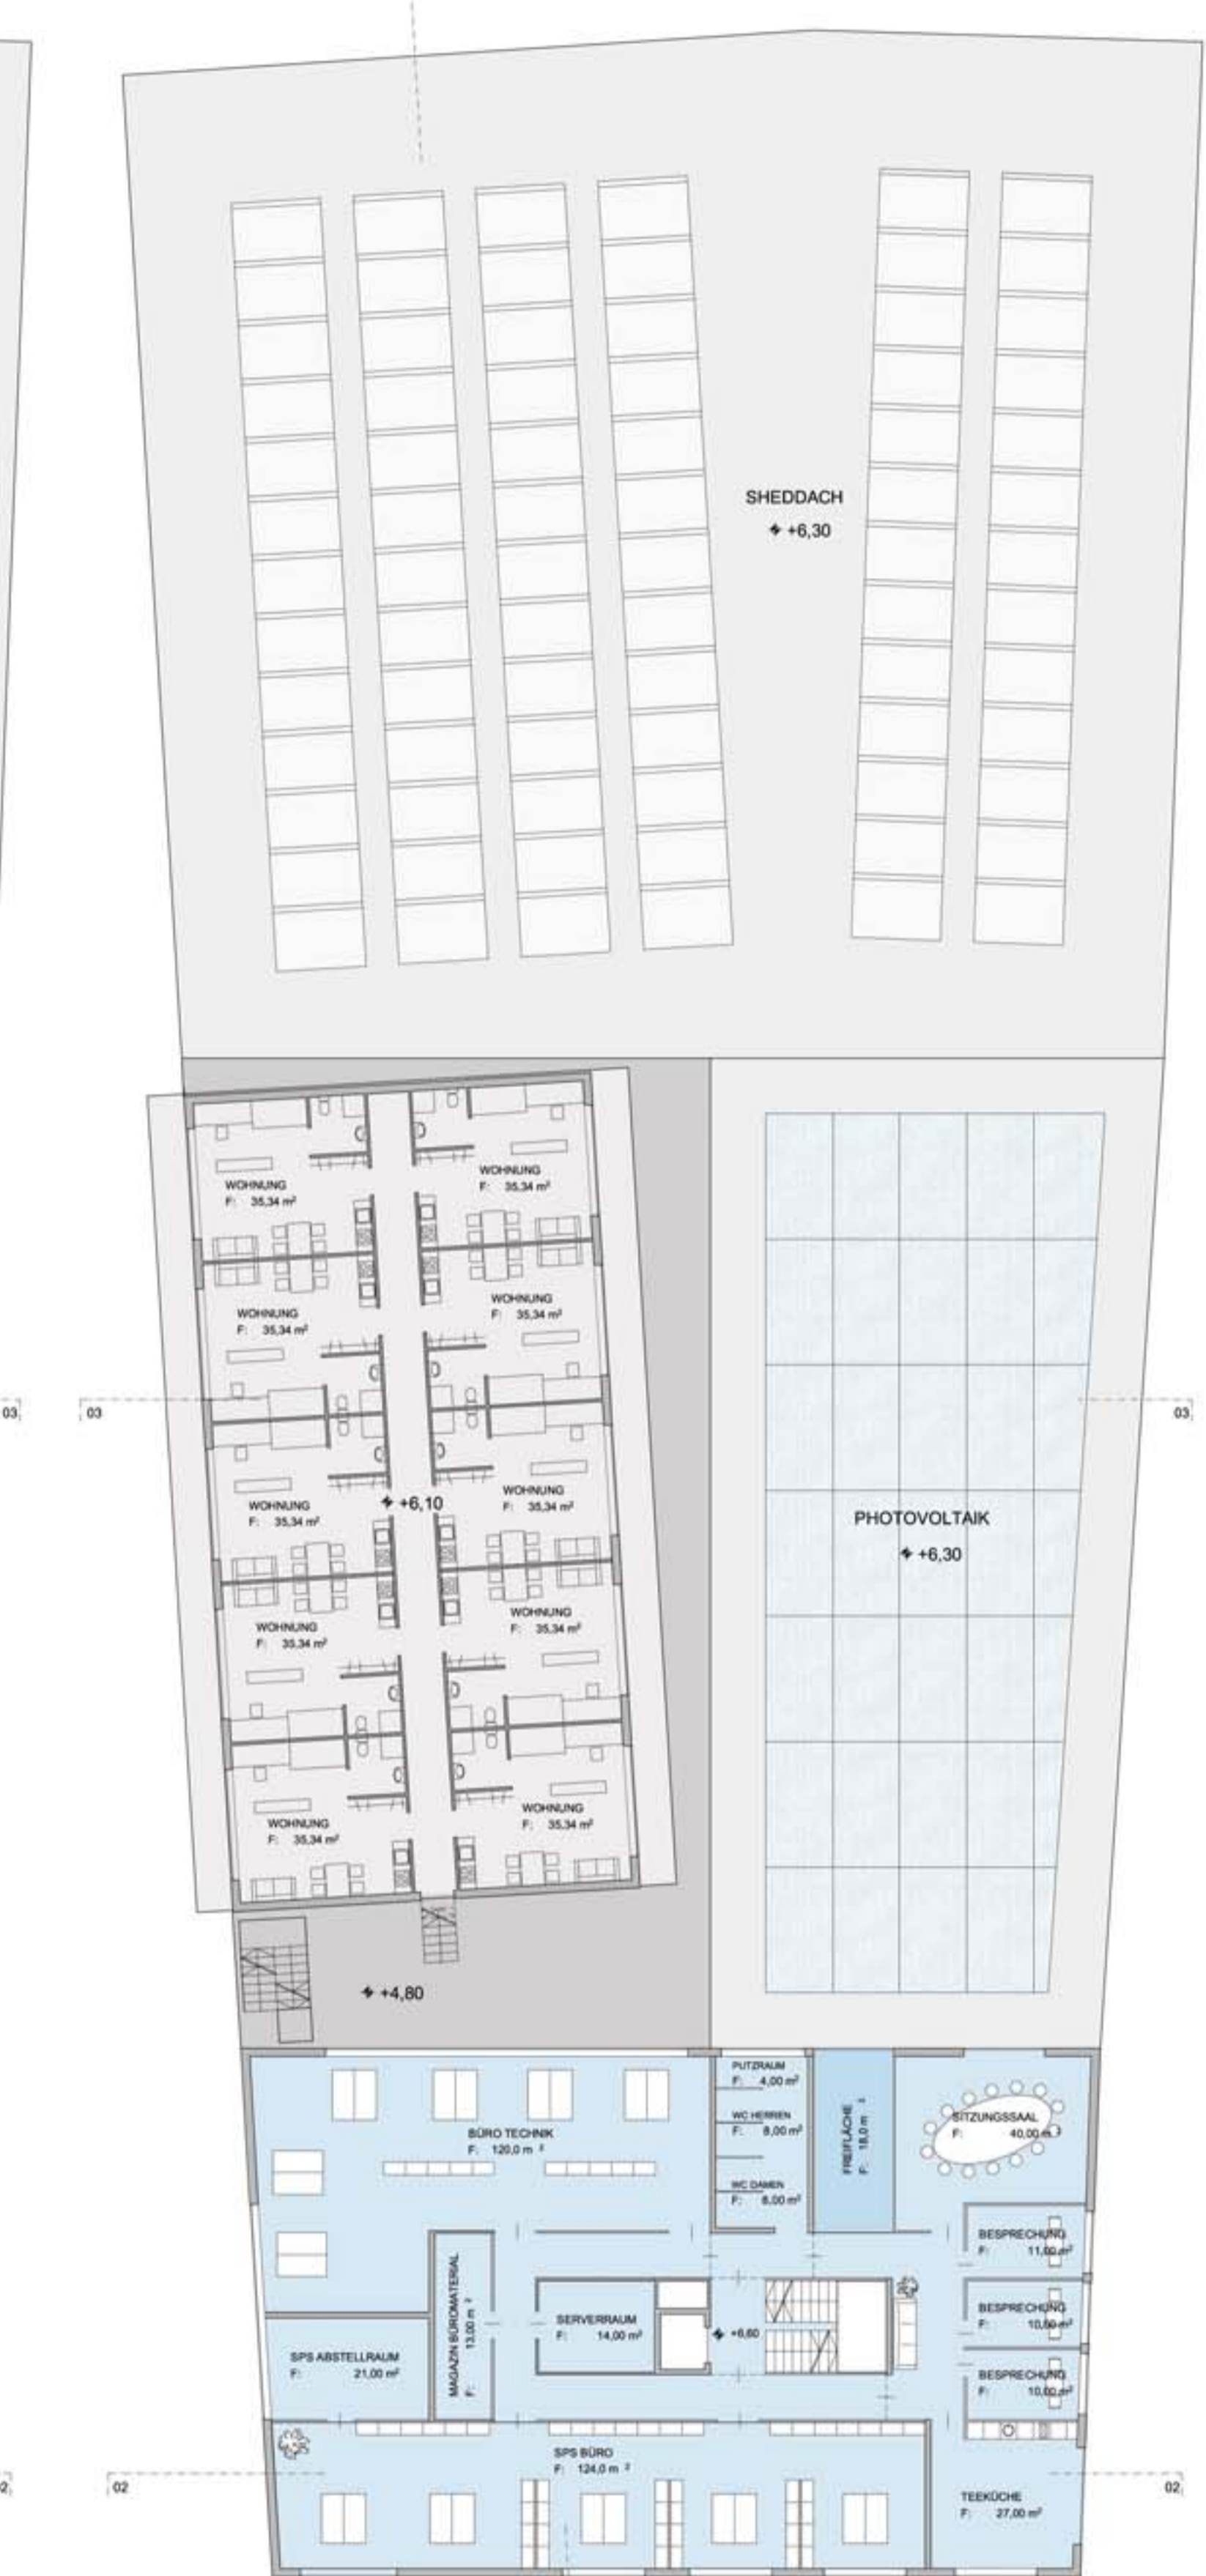 SHEDDACH
+6,30
WOHNUNG
F: 35,34 m²
WOHNUNG
F: 35,34 m²
WOHNUNG
F: 35,34 m²
WOHNUNG
F: 35,34 m²
03
03
03
WOHNUNG
F: 35,34 m²
+6,10
WOHNUNG
F: 35,34 m²
PHOTOVOLTAIK
+6,30
WOHNUNG
F: 35,34 m²
WOHNUNG
F: 35,34 m²
WOHNUNG
F: 35,34 m²
WOHNUNG
F: 35,34 m²
+4,80
PUTZRAUM
F: 4,00 m²
BÜRO TECHNIK
F: 120,0 m ²
WC HERREN
F: 8,00 m²
WC DAMEN
F: 8,00 m²
FREIFLÄCHE
F: 18,0 m ²
SITZUNGSSAAL
F: 40,00 m ²
BESPRECHUNG
F: 11,00 m²
MAGAZIN BÜROMATERIAL
F: 13,00 m ²
SERVERRAUM
F: 14,00 m²
+6,60
BESPRECHUNG
F: 10,00 m²
SPS ABSTELLRAUM
F: 21,00 m²
BESPRECHUNG
F: 10,00 m²
SPS BÜRO
F: 124,0 m ²
02
02
TEEKÜCHE
F: 27,00 m²